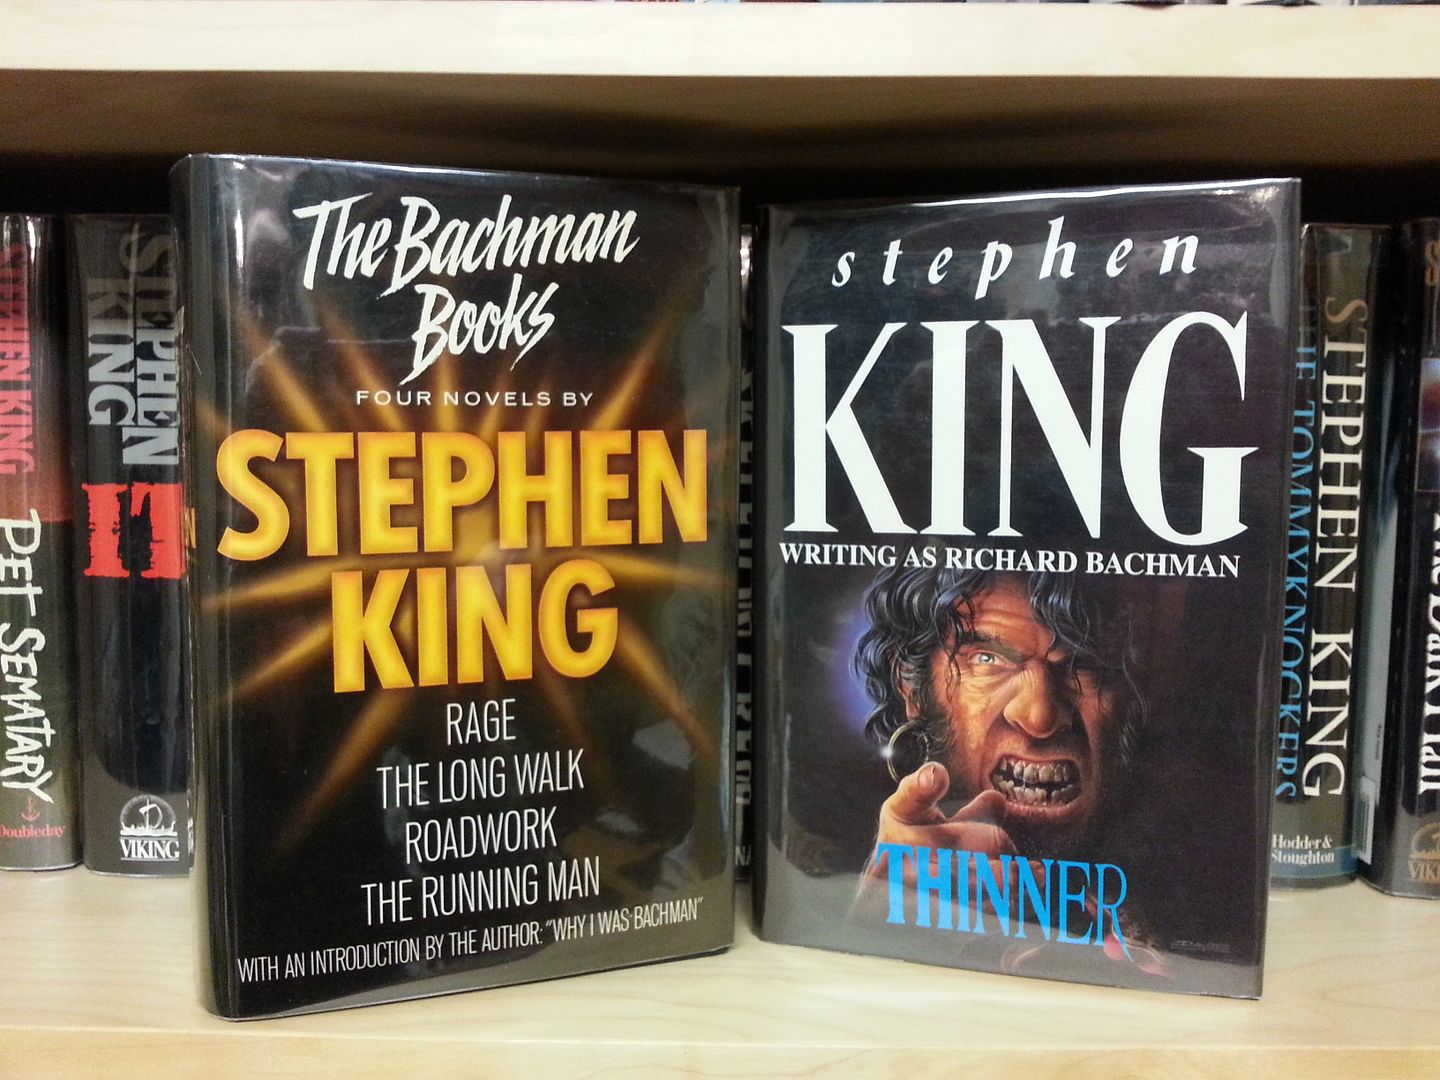 The Bachman
Books
FOUR NOVELS BY
STEPHEN
KING
RAGE
THE LONG WALK
ROADWORK
THE RUNNING MAN
WITH AN INTRODUCTION BY THE AUTHOR: "WHY I WAS BACHMAN"
stephen
KING
WRITING AS RICHARD BACHMAN
THINNER
STEPHEN KING
PET SEMATARY
Doubleday
STEPHEN
KING
IT
VIKING
STEPHEN KING
THE TOMMYKNOCKERS
Hodder &
Stoughton